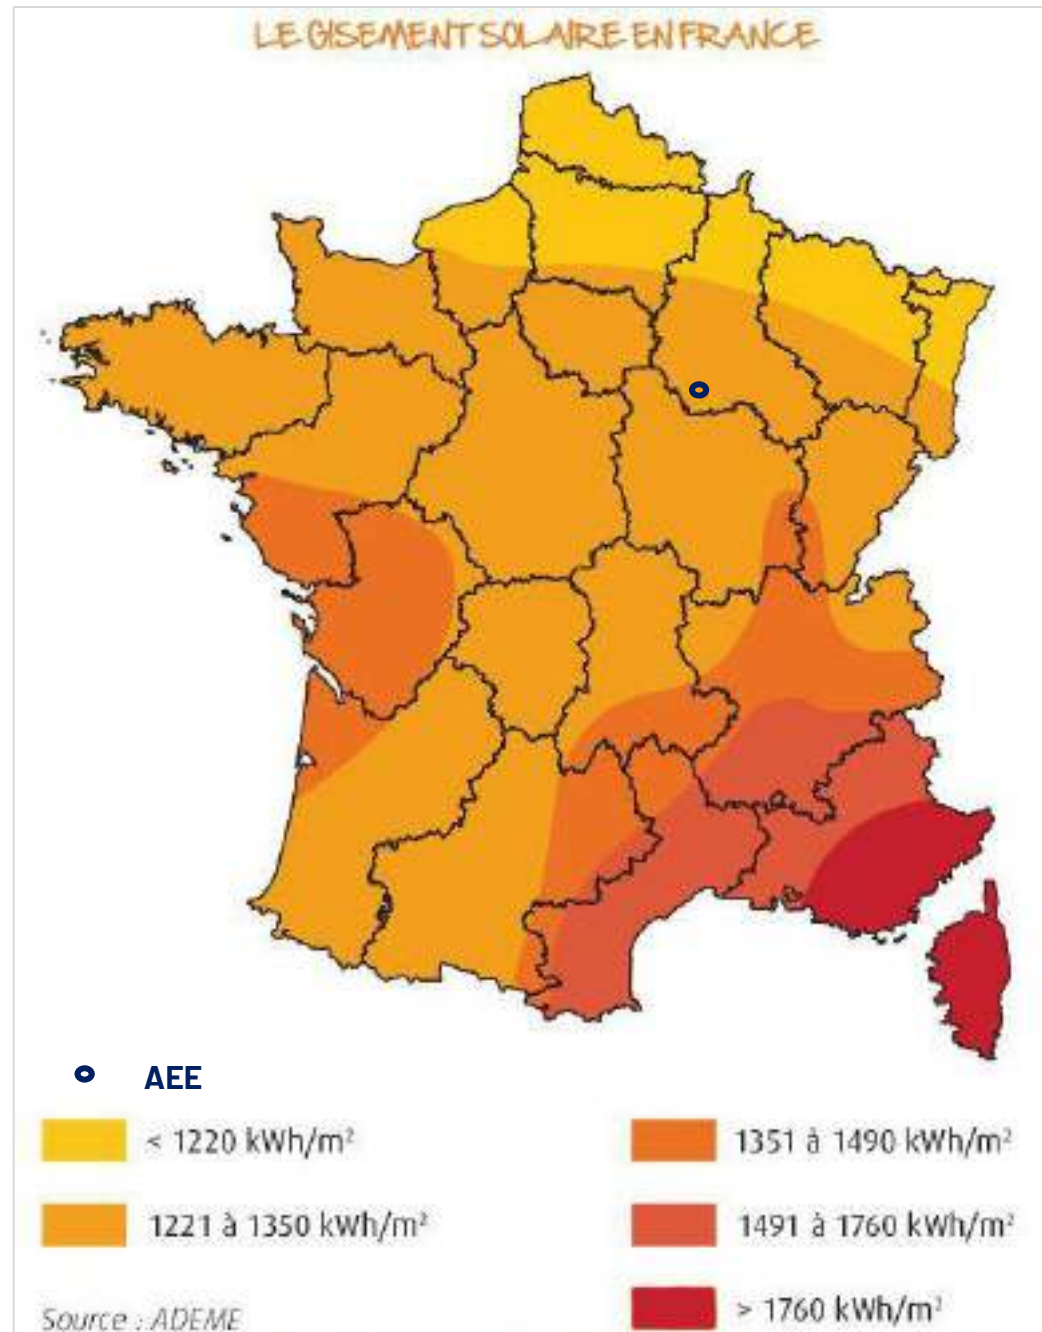 LE GISEMENT SOLAIRE EN FRANCE
AEE
< 1220 kWh/m²
1221 à 1350 kWh/m²
1351 à 1490 kWh/m²
1491 à 1760 kWh/m²
> 1760 kWh/m²
Source : ADEME